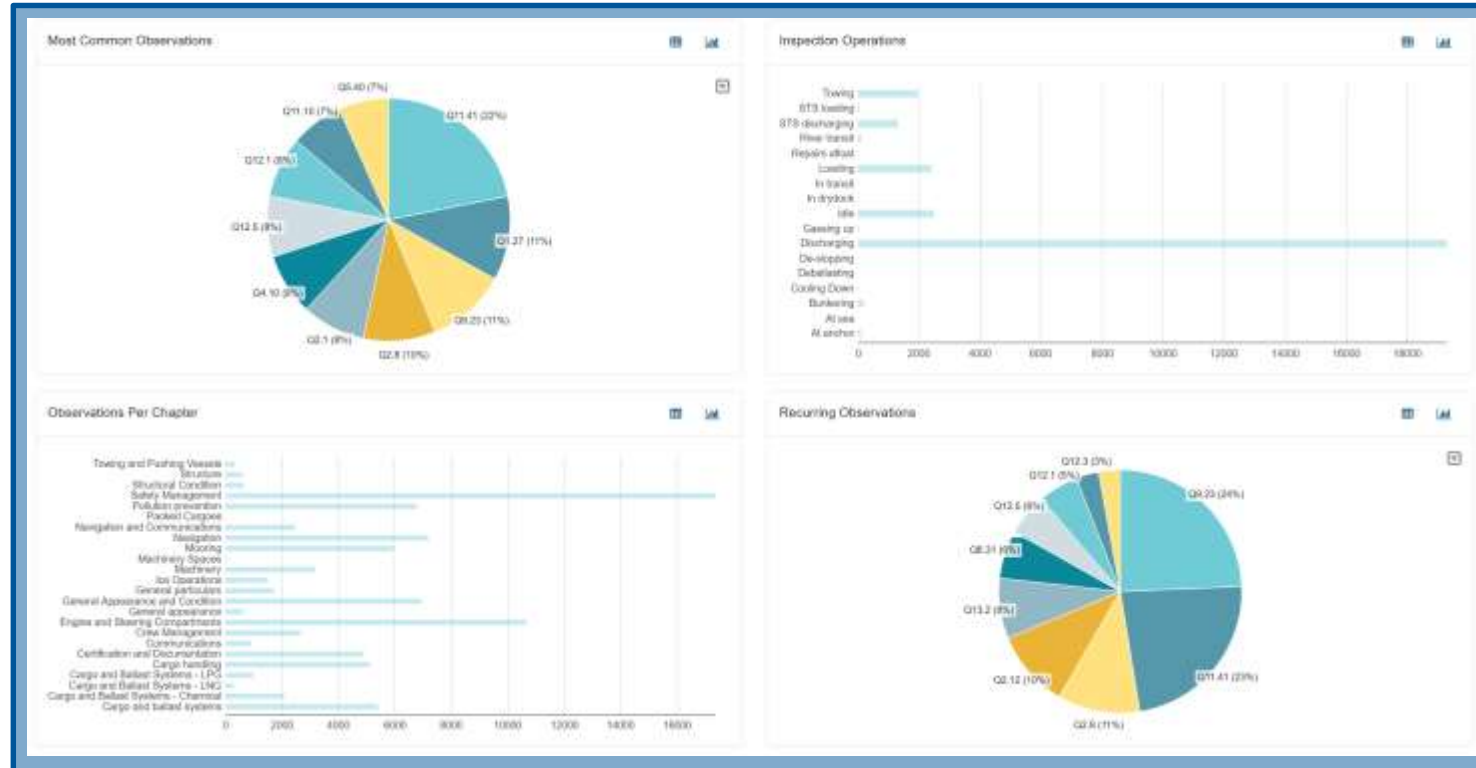 Most Common Observations
Q5.40 (7%)
Q11.10 (7%)
Q11.41 (22%)
Q12.1 (8%)
Q12.5 (8%)
Q1.27 (11%)
Q4.10 (8%)
Q9.23 (11%)
Q2.1 (8%)
Q2.8 (10%)
Inspection Operations
Towing
STS loading
STS discharging
River transit
Repairs afloat
Loading
In transit
In drydock
Idle
Gassing up
Discharging
De-slopping
Deballasting
Cooling Down
Bunkering
At sea
At anchor
0 2000 4000 6000 8000 10000 12000 14000 16000 18000
Observations Per Chapter
Towing and Pushing Vessels
Structure
Structural Condition
Safety Management
Pollution prevention
Packed Cargoes
Navigation and Communications
Navigation
Mooring
Machinery Spaces
Machinery
Ice Operations
General particulars
General Appearance and Condition
General appearance
Engine and Steering Compartments
Crew Management
Communications
Certification and Documentation
Cargo handling
Cargo and Ballast Systems - LPG
Cargo and Ballast Systems - LNG
Cargo and Ballast Systems - Chemical
Cargo and ballast systems
0 2000 4000 6000 8000 10000 12000 14000 16000
Recurring Observations
Q12.3 (3%)
Q12.1 (5%)
Q9.23 (24%)
Q12.5 (6%)
Q8.31 (6%)
Q13.2 (8%)
Q11.41 (23%)
Q2.12 (10%)
(11%)